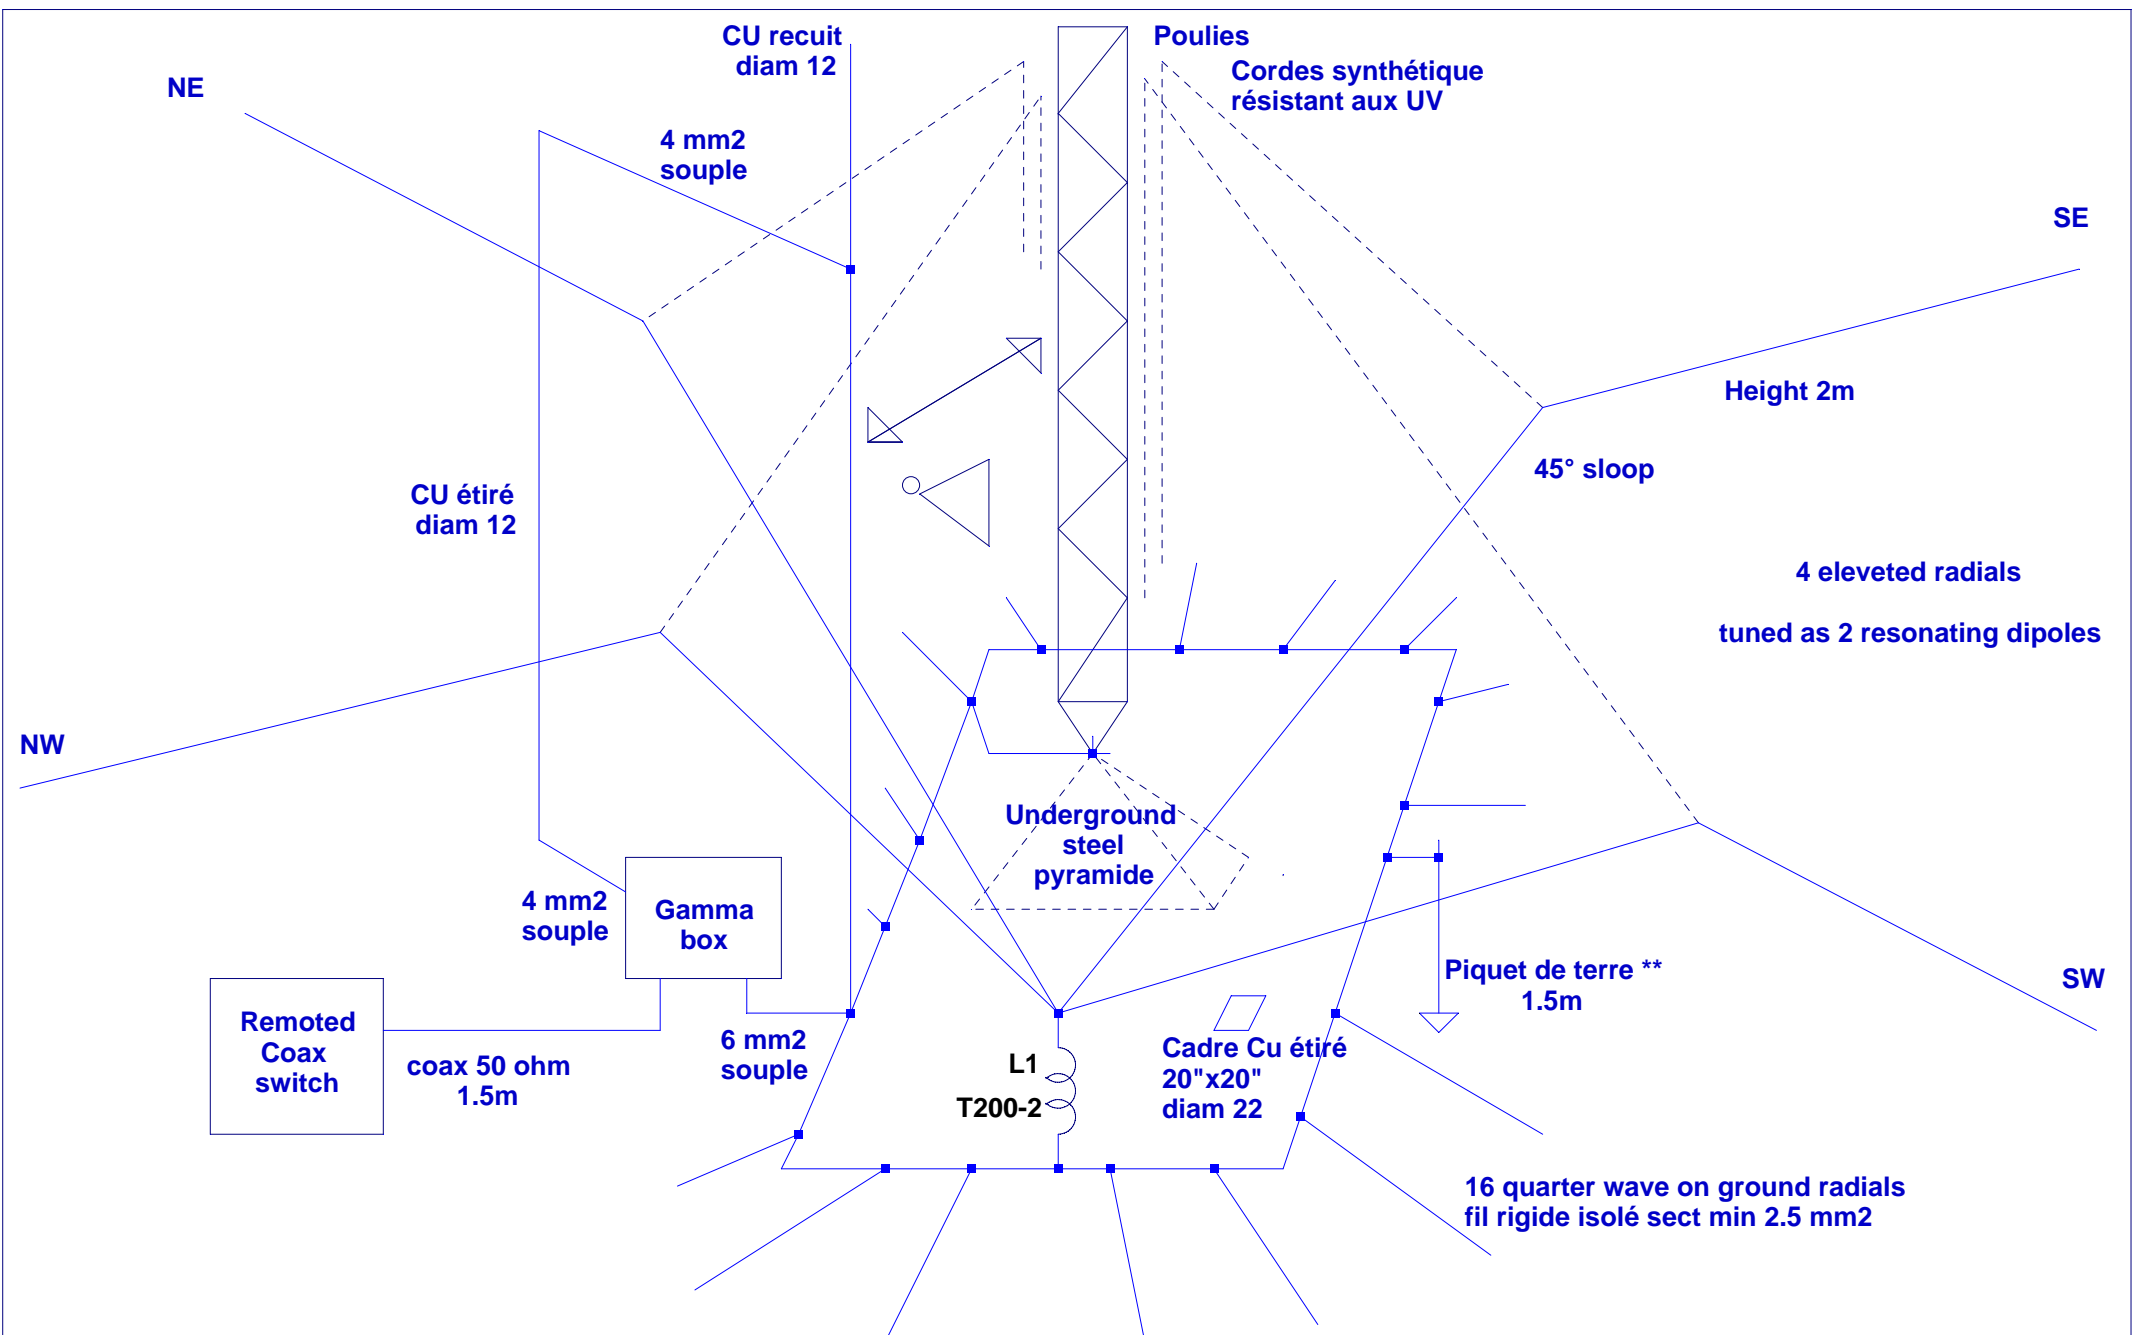 CU recuit
diam 12
Poulies
Cordes synthétique
résistant aux UV
NE
4 mm2
souple
SE
Height 2m
45° sloop
CU étiré
diam 12
4 eleveted radials
tuned as 2 resonating dipoles
NW
Underground
steel
pyramide
4 mm2
souple
Gamma
box
Piquet de terre **
1.5m
SW
Remoted
Coax
switch
coax 50 ohm
1.5m
6 mm2
souple
L1
T200-2
Cadre Cu étiré
20"x20"
diam 22
16 quarter wave on ground radials
fil rigide isolé sect min 2.5 mm2